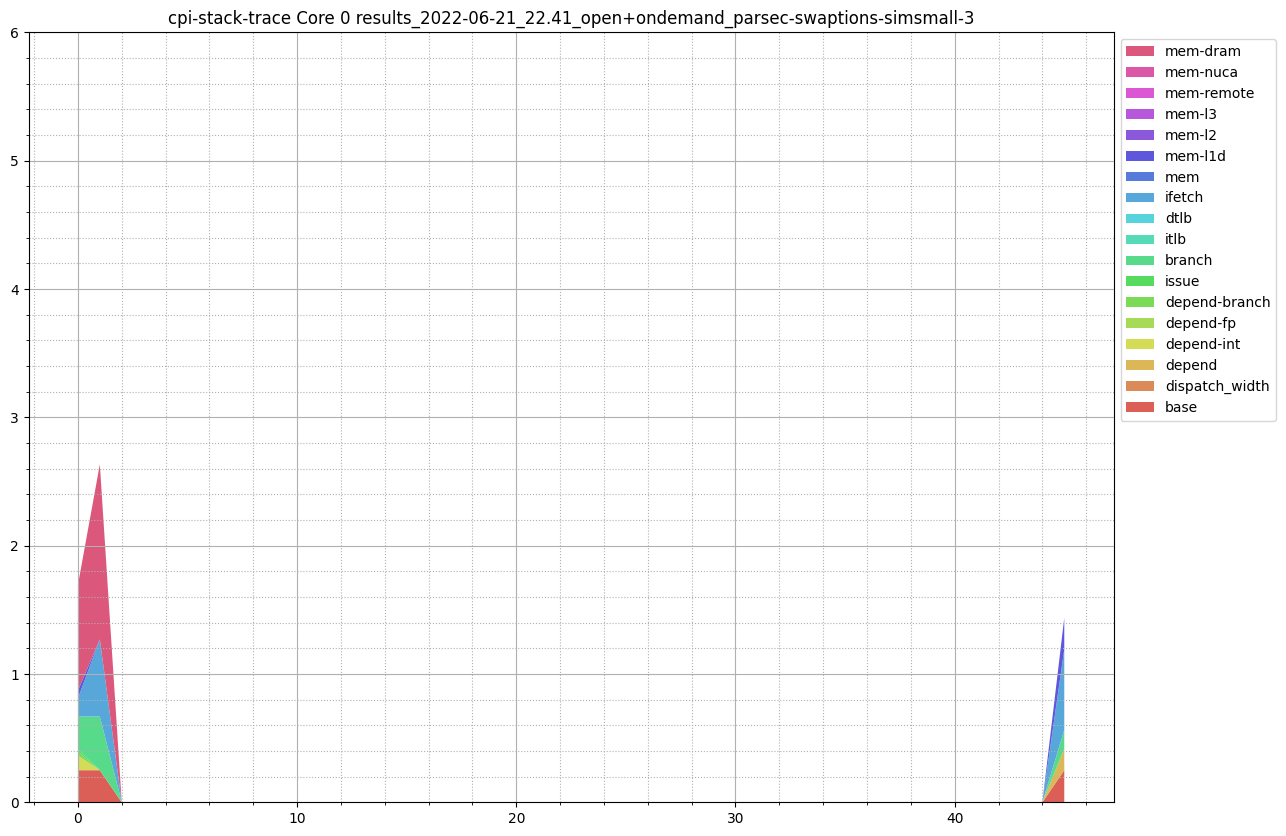 cpi-stack-trace Core 0 results_2022-06-21_22.41_open+ondemand_parsec-swaptions-simsmall-3
6
5
4
3
2
1
0
0 10 20 30 40
mem-dram
mem-nuca
mem-remote
mem-l3
mem-l2
mem-l1d
mem
ifetch
dtlb
itlb
branch
issue
depend-branch
depend-fp
depend-int
depend
dispatch_width
base